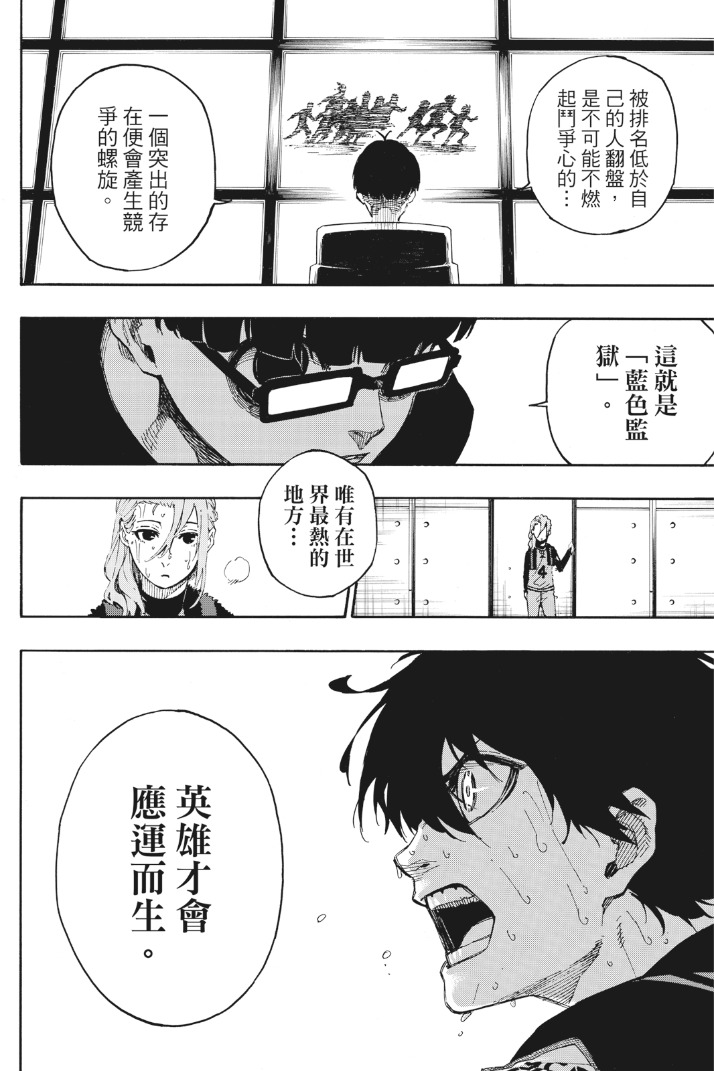 被排名低於自
己的人翻盤，
是不可能不燃
起鬥爭心的…
一個突出的存
在便會產生競
爭的螺旋。
這就是
「藍色監
獄」。
唯有在世
界最熱的
地方…
4
英雄才會
應運而生。